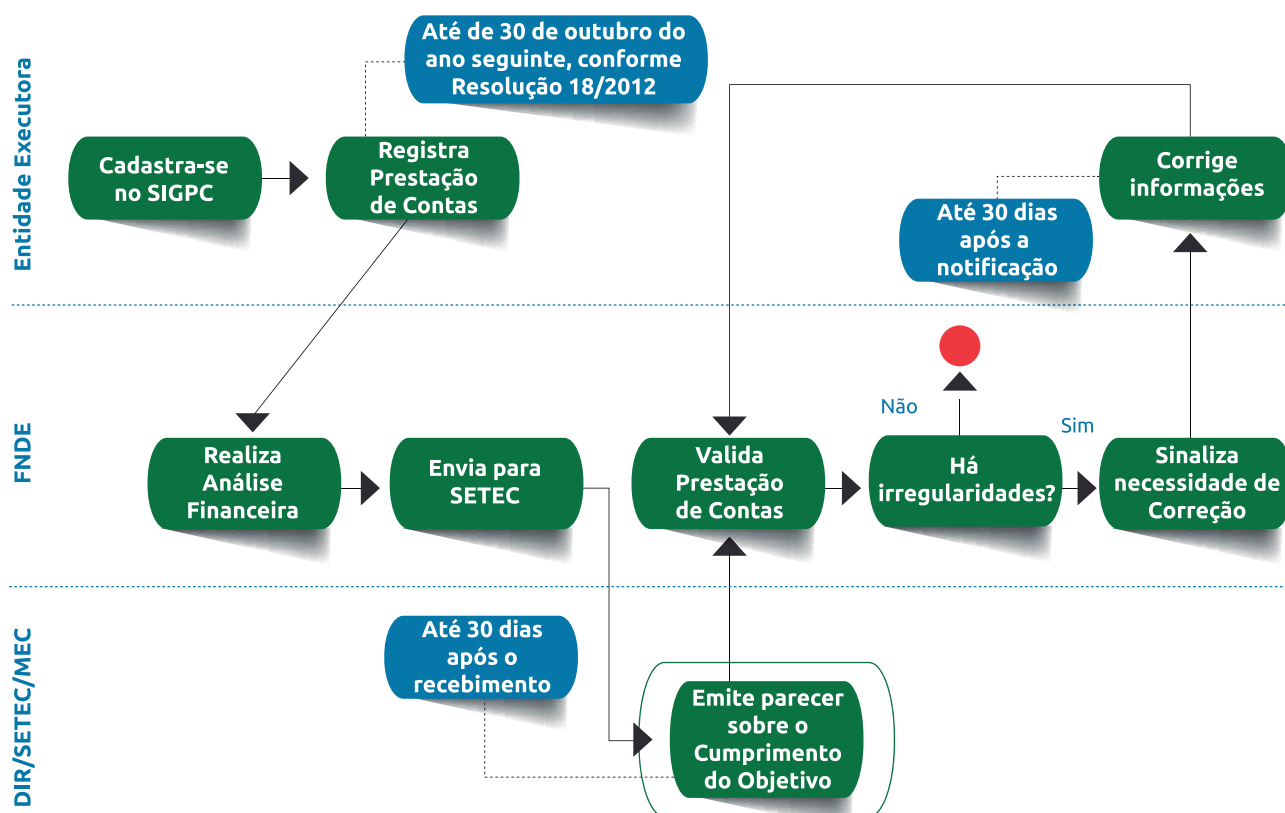 Entidade Executora
Até de 30 de outubro do
ano seguinte, conforme
Resolução 18/2012
Cadastra-se
no SIGPC
Registra
Prestação
de Contas
Corrige
informações
Até 30 dias
após a
notificação
FNDE
Realiza
Análise
Financeira
Envia para
SETEC
Valida
Prestação
de Contas
Não
Há
irregularidades?
Sim
Sinaliza
necessidade de
Correção
DIR/SETEC/MEC
Até 30 dias
após o
recebimento
Emite parecer
sobre o
Cumprimento
do Objetivo